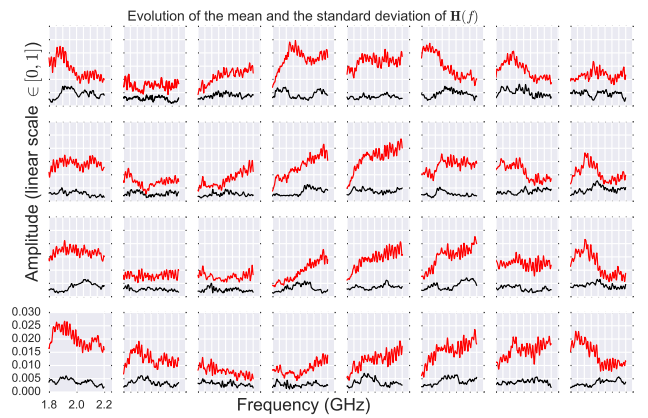 Evolution of the mean and the standard deviation of H(f)
Amplitude (linear scale ∈ [0, 1])
0.030
0.025
0.020
0.015
0.010
0.005
0.000
1.8 2.0 2.2
Frequency (GHz)